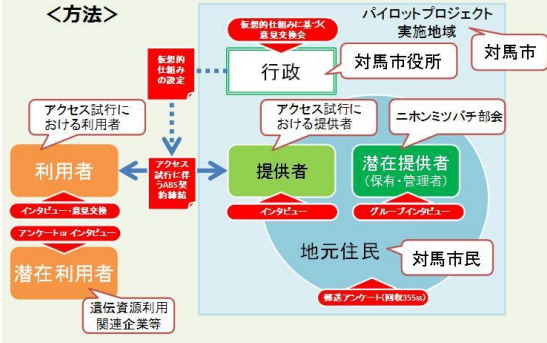 ＜方法＞
仮想的仕組みに基づく
意見交換会
パイロットプロジェクト
実施地域
対馬市
仮想的
仕組み
の設定
行政
対馬市役所
アクセス試行に
おける利用者
アクセス試行に
おける提供者
ニホンミツバチ部会
利用者
アクセス
試行に伴
うABS契
約締結
提供者
潜在提供者
(保有・管理者)
インタビュー・意見交換
インタビュー
グループインタビュー
アンケートor インタビュー
潜在利用者
地元住民
対馬市民
遺伝資源利用
関連企業等
郵送アンケート(回収355ss)